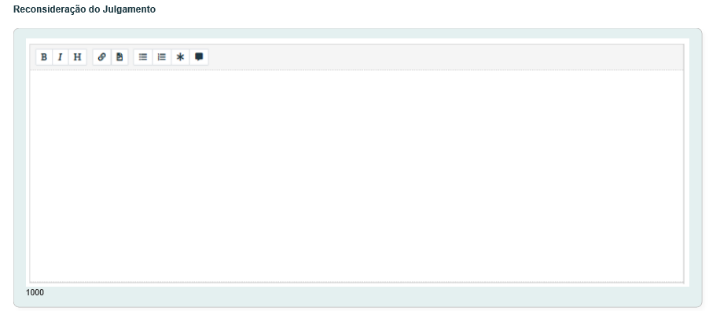 Reconsideração do Julgamento
B I H
1000